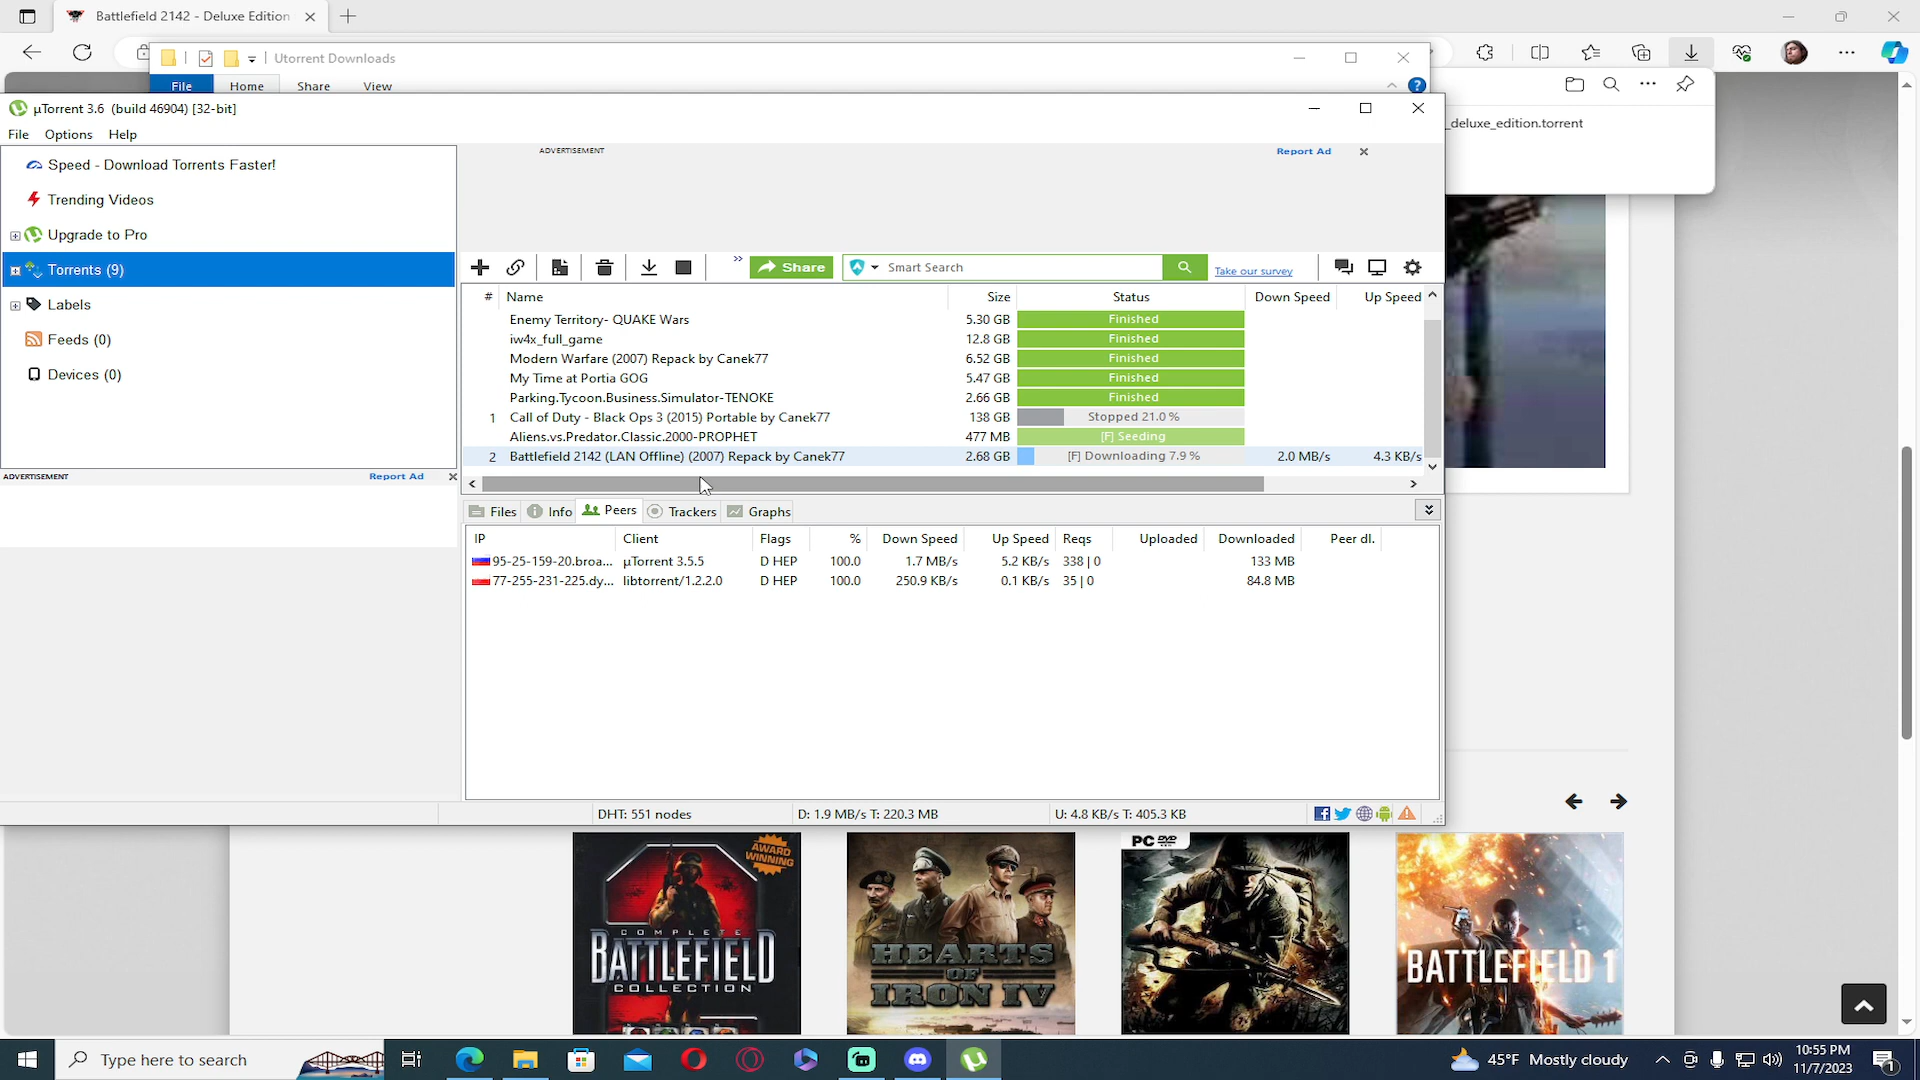 Battlefield 2142 - Deluxe Edition
Utorrent Downloads
File Home Share View
_deluxe_edition.torrent
µTorrent 3.6 (build 46904) [32-bit]
File Options Help
Speed - Download Torrents Faster!
Trending Videos
Upgrade to Pro
Torrents (9)
Labels
Feeds (0)
Devices (0)
ADVERTISEMENT Report Ad
ADVERTISEMENT Report Ad
Share Smart Search Take our survey
# Name Size Status Down Speed Up Speed
Enemy Territory- QUAKE Wars 5.30 GB Finished
iw4x_full_game 12.8 GB Finished
Modern Warfare (2007) Repack by Canek77 6.52 GB Finished
My Time at Portia GOG 5.47 GB Finished
Parking.Tycoon.Business.Simulator-TENOKE 2.66 GB Finished
1 Call of Duty - Black Ops 3 (2015) Portable by Canek77 138 GB Stopped 21.0 %
Aliens.vs.Predator.Classic.2000-PROPHET 477 MB [F] Seeding
2 Battlefield 2142 (LAN Offline) (2007) Repack by Canek77 2.68 GB [F] Downloading 7.9 % 2.0 MB/s 4.3 KB/s
Files Info Peers Trackers Graphs
IP Client Flags % Down Speed Up Speed Reqs Uploaded Downloaded Peer dl.
95-25-159-20.broa... µTorrent 3.5.5 D HEP 100.0 1.7 MB/s 5.2 KB/s 338 | 0 133 MB
77-255-231-225.dy... libtorrent/1.2.2.0 D HEP 100.0 250.9 KB/s 0.1 KB/s 35 | 0 84.8 MB
DHT: 551 nodes D: 1.9 MB/s T: 220.3 MB U: 4.8 KB/s T: 405.3 KB
AWARD WINNING
COMPLETE
BATTLEFIELD
COLLECTION
HEARTS
OF
IRON IV
PC DVD
BATTLEFIELD 1
Type here to search
45°F Mostly cloudy
10:55 PM
11/7/2023
1